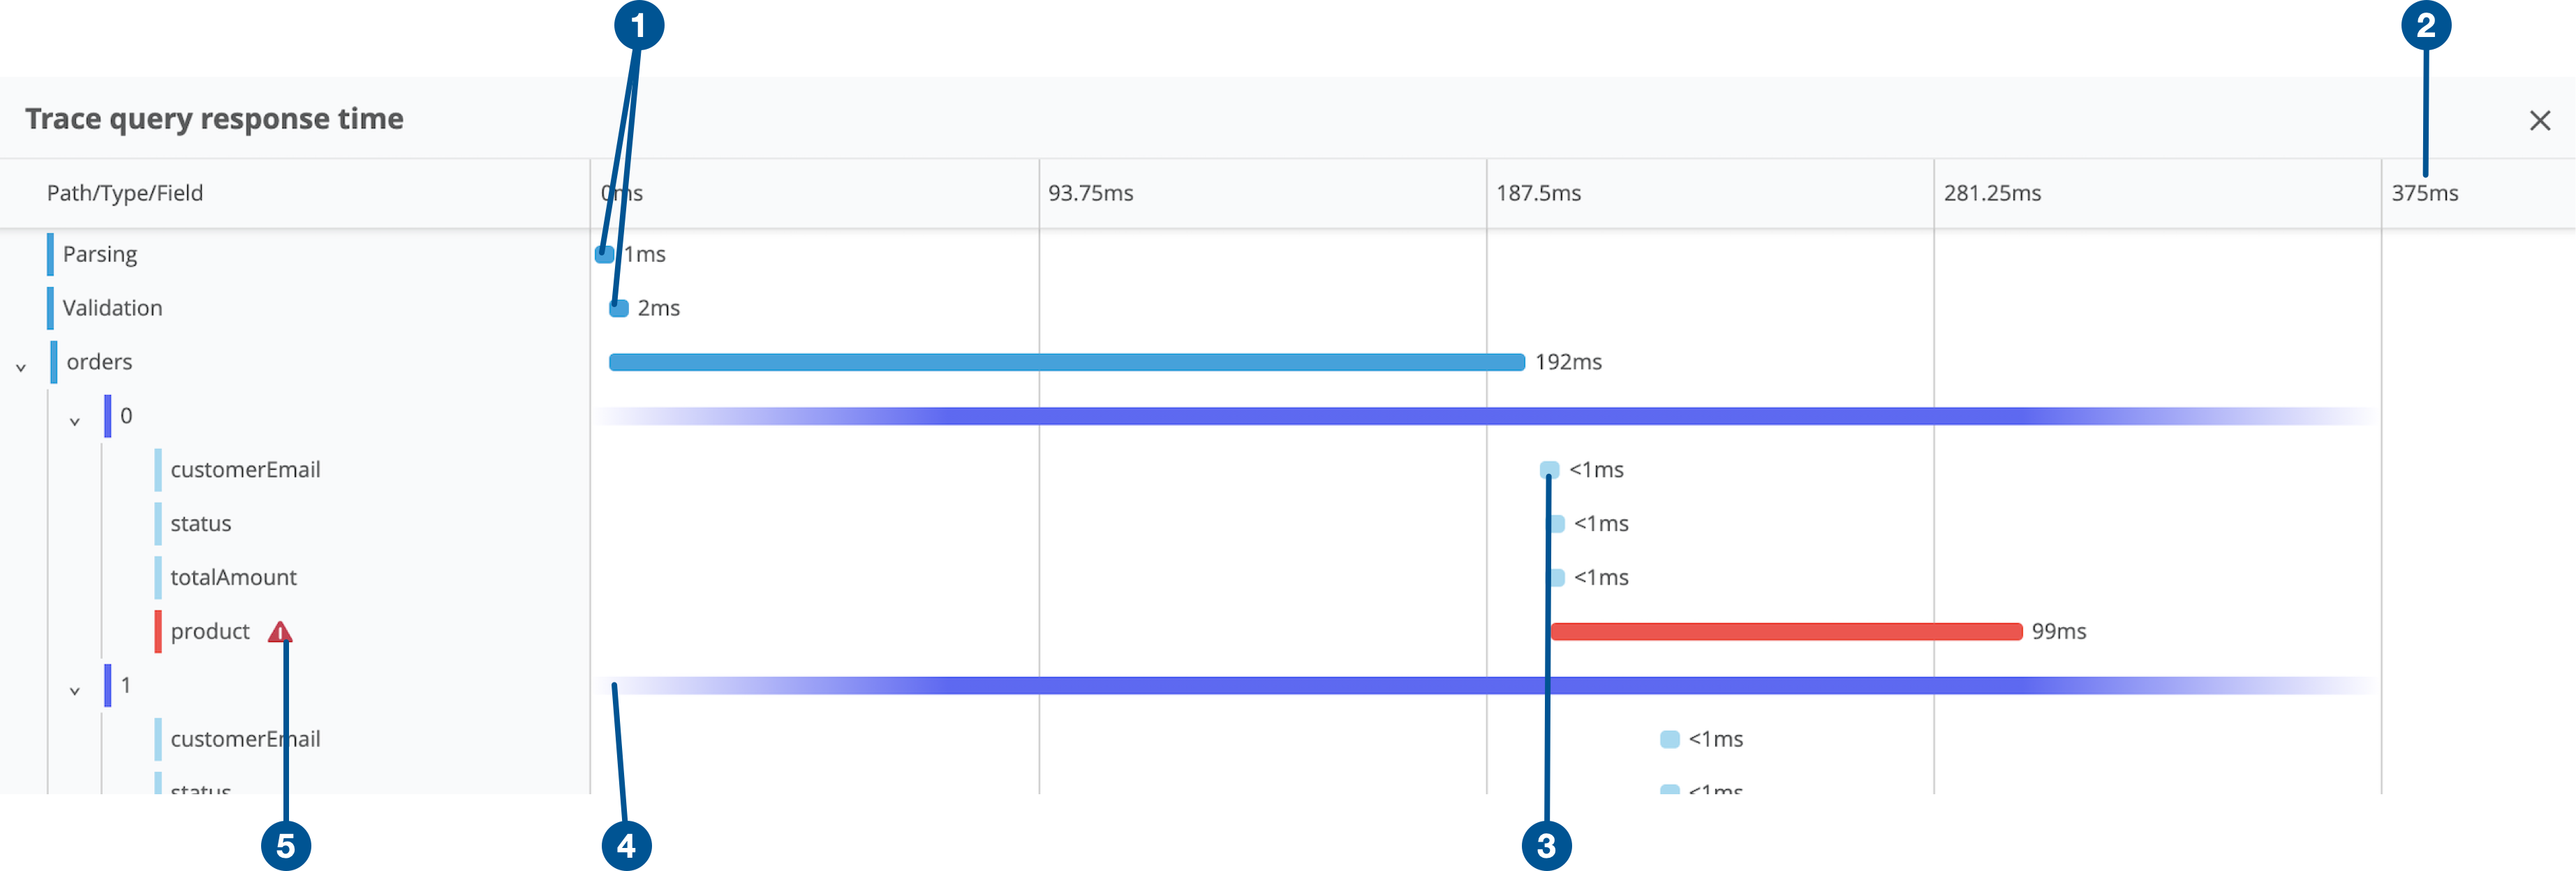 1
2
Trace query response time
Path/Type/Field
0ms
93.75ms
187.5ms
281.25ms
375ms
Parsing
1ms
Validation
2ms
orders
192ms
0
customerEmail
<1ms
status
<1ms
totalAmount
<1ms
product
99ms
1
customerEmail
<1ms
status
<1ms
5
4
3